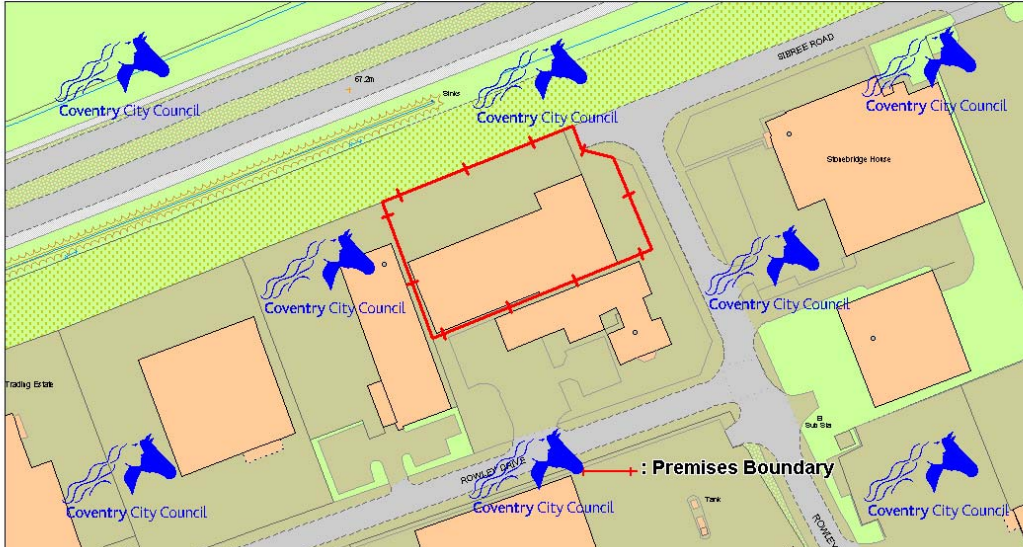 SIBREE ROAD
67.2m
Coventry City Council
Coventry City Council
Coventry City Council
Sinks
Stonebridge House
Coventry City Council
Coventry City Council
Trading Estate
El
Sub Sta
ROWLEY DRIVE
: Premises Boundary
Coventry City Council
Coventry City Council
Coventry City Council
Tank
ROWLEY